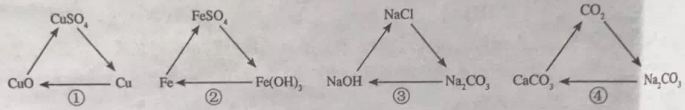 CuSO₄ FeSO₄ NaCl CO₂
CuO Cu Fe Fe(OH)₃ NaOH Na₂CO₃ CaCO₃ Na₂CO₃
① ② ③ ④